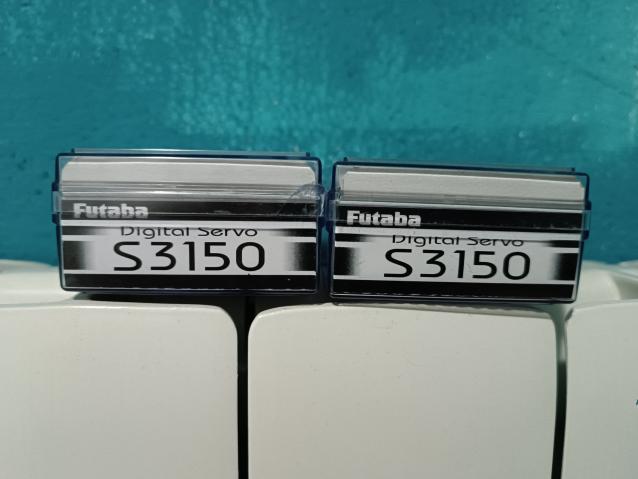 Futaba
Digital Servo
S3150
Futaba
Digital Servo
S3150